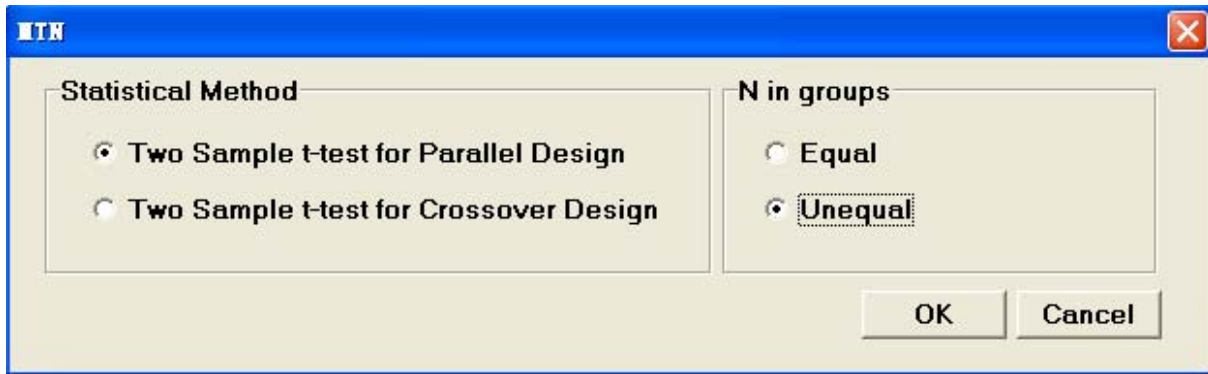 MTN
Statistical Method
Two Sample t-test for Parallel Design
Two Sample t-test for Crossover Design
N in groups
Equal
Unequal
OK
Cancel